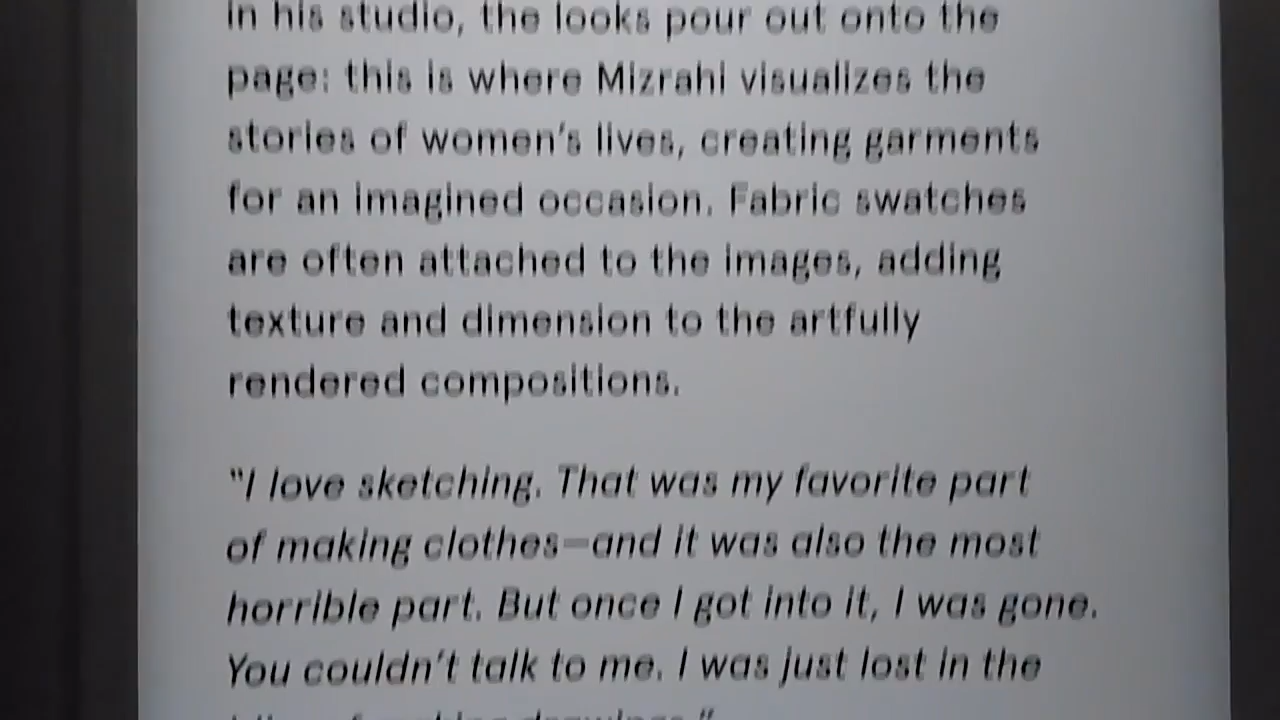 in his studio, the looks pour out onto the
page: this is where Mizrahi visualizes the
stories of women's lives, creating garments
for an imagined occasion. Fabric swatches
are often attached to the images, adding
texture and dimension to the artfully
rendered compositions.
"I love sketching. That was my favorite part
of making clothes—and it was also the most
horrible part. But once I got into it, I was gone.
You couldn't talk to me. I was just lost in the
drawings."